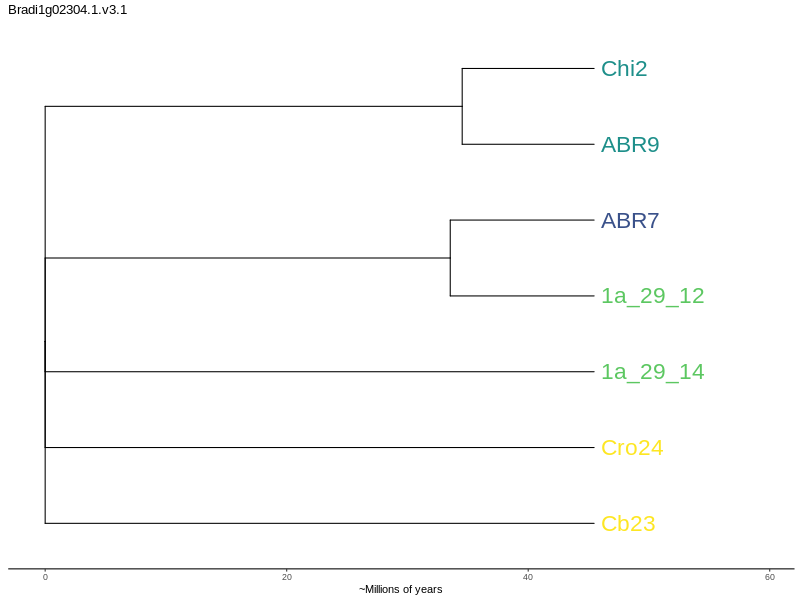 Bradi1g02304.1.v3.1
Chi2
ABR9
ABR7
1a_29_12
1a_29_14
Cro24
Cb23
0 20 40 60
~Millions of years